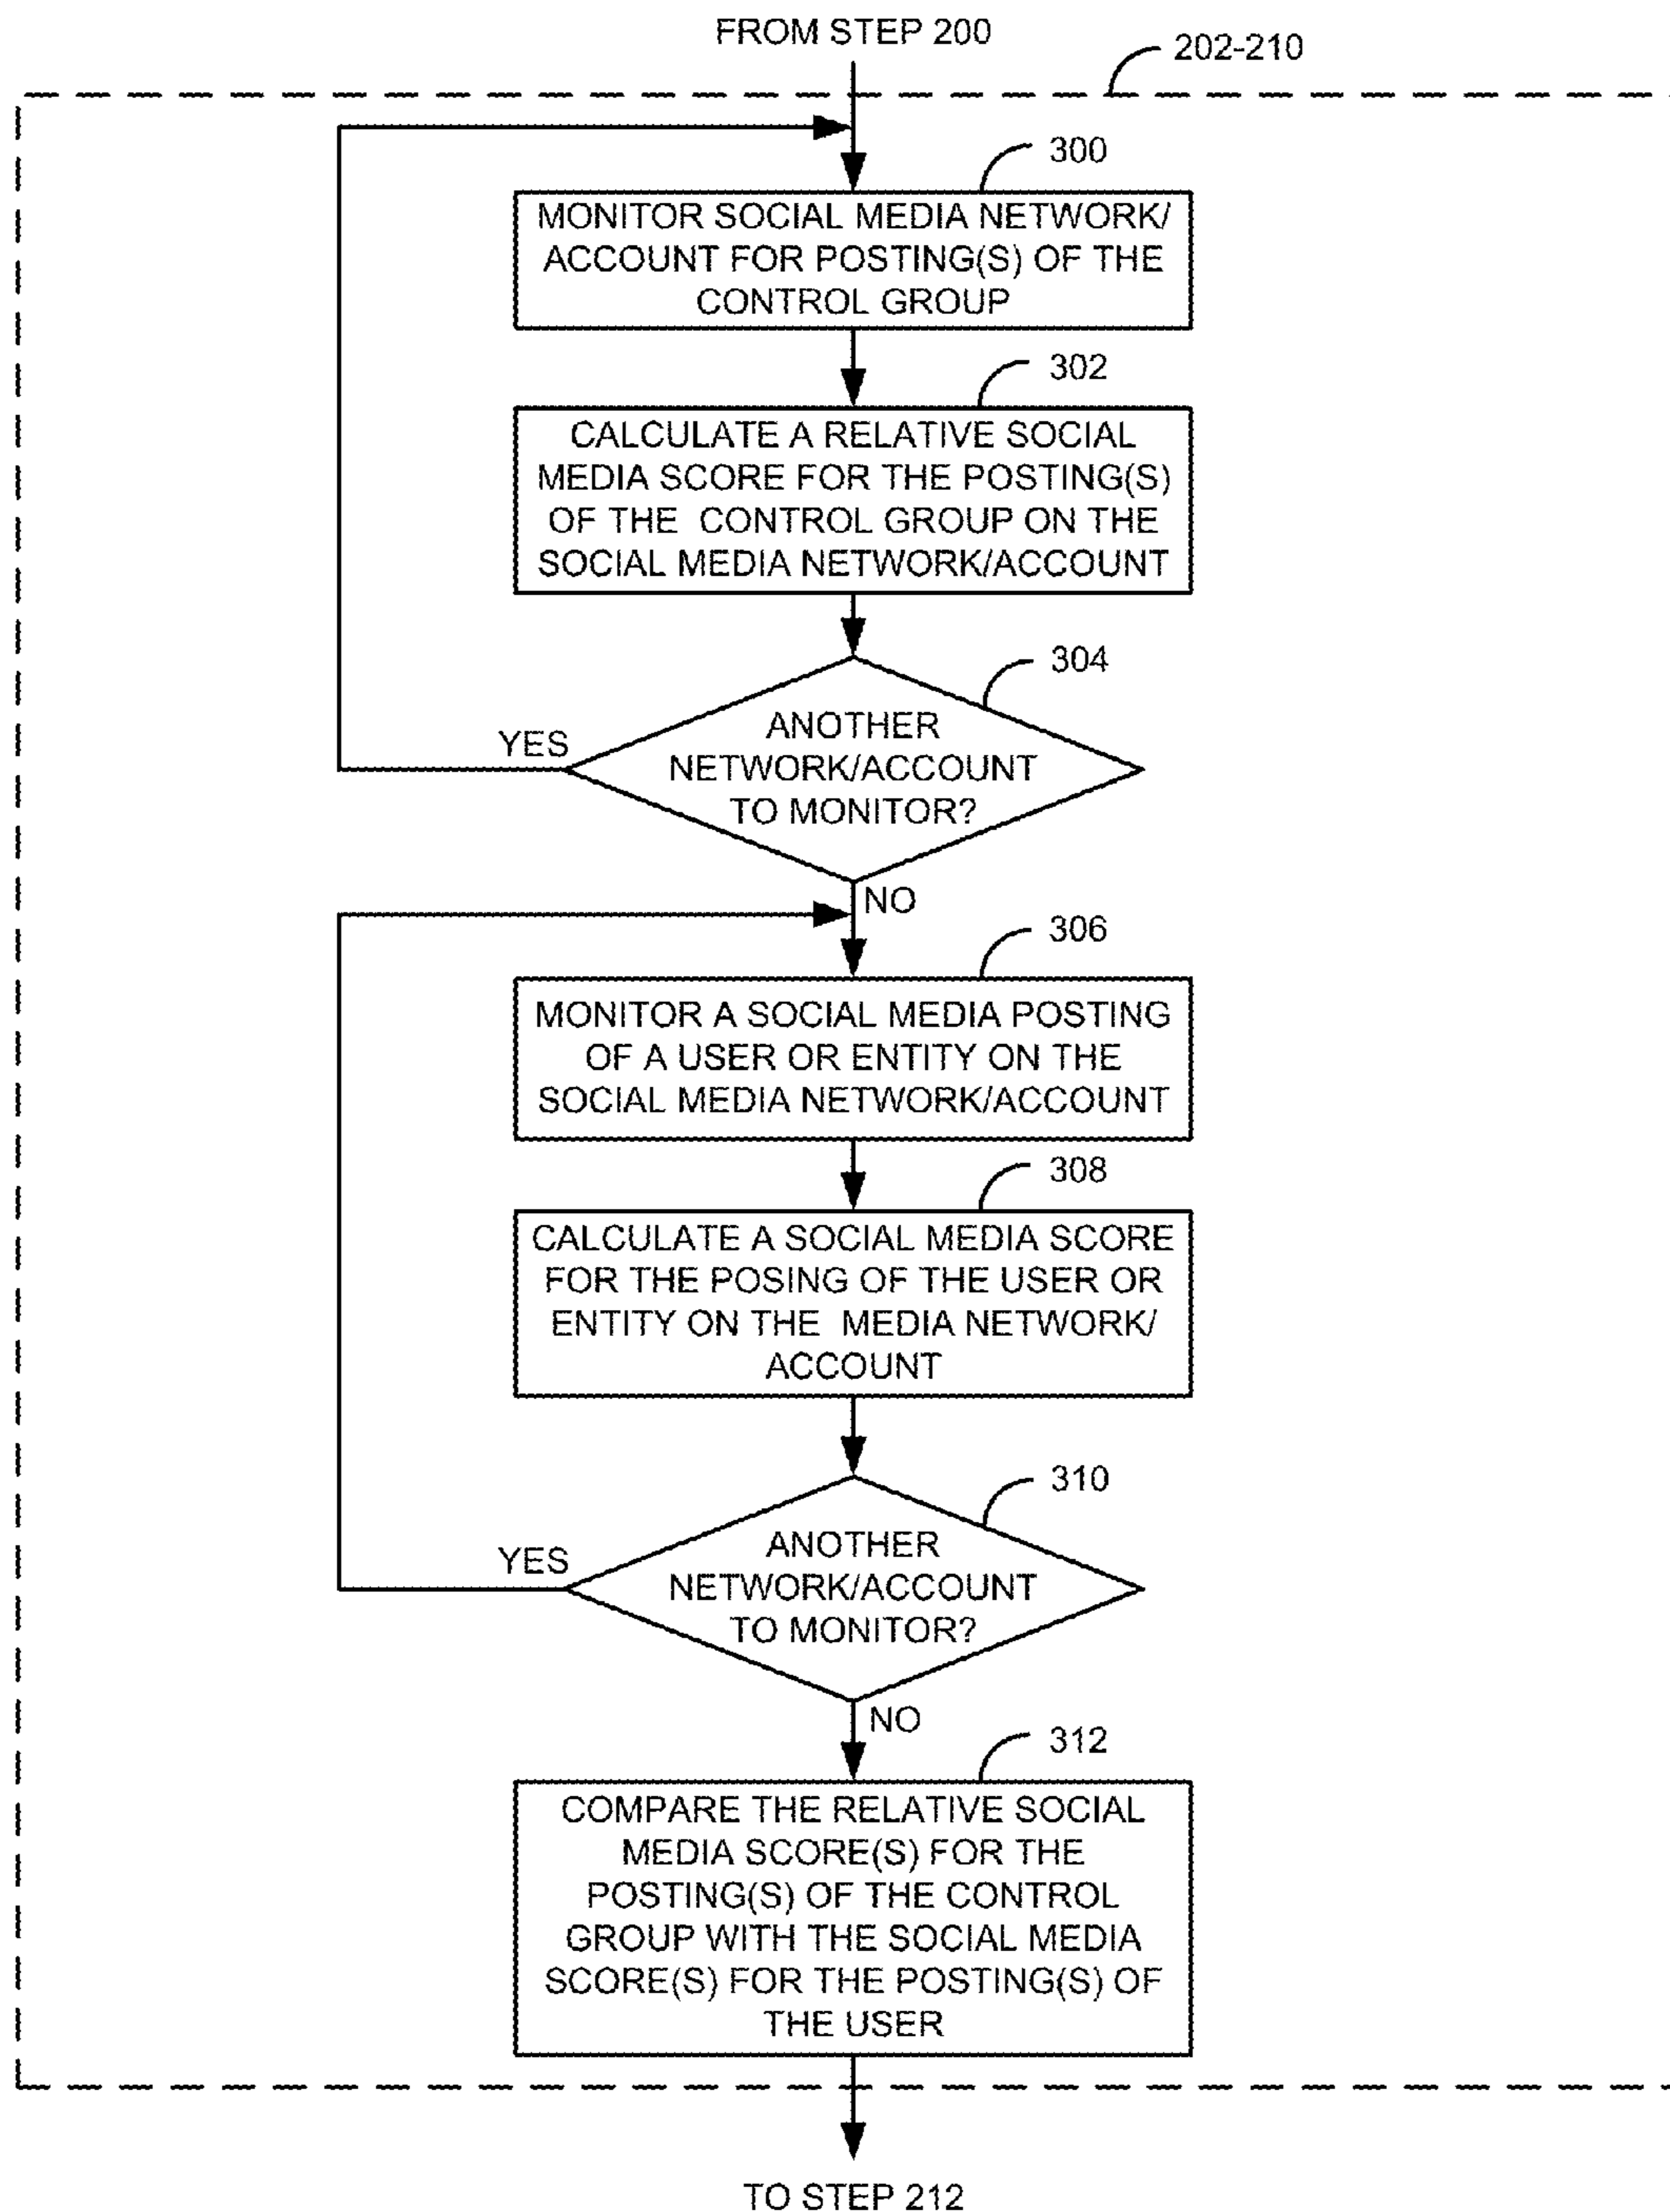 FROM STEP 200
202-210
300
MONITOR SOCIAL MEDIA NETWORK/
ACCOUNT FOR POSTING(S) OF THE
CONTROL GROUP
302
CALCULATE A RELATIVE SOCIAL
MEDIA SCORE FOR THE POSTING(S)
OF THE CONTROL GROUP ON THE
SOCIAL MEDIA NETWORK/ACCOUNT
304
ANOTHER
NETWORK/ACCOUNT
TO MONITOR?
YES
NO
306
MONITOR A SOCIAL MEDIA POSTING
OF A USER OR ENTITY ON THE
SOCIAL MEDIA NETWORK/ACCOUNT
308
CALCULATE A SOCIAL MEDIA SCORE
FOR THE POSING OF THE USER OR
ENTITY ON THE MEDIA NETWORK/
ACCOUNT
310
ANOTHER
NETWORK/ACCOUNT
TO MONITOR?
YES
NO
312
COMPARE THE RELATIVE SOCIAL
MEDIA SCORE(S) FOR THE
POSTING(S) OF THE CONTROL
GROUP WITH THE SOCIAL MEDIA
SCORE(S) FOR THE POSTING(S) OF
THE USER
TO STEP 212